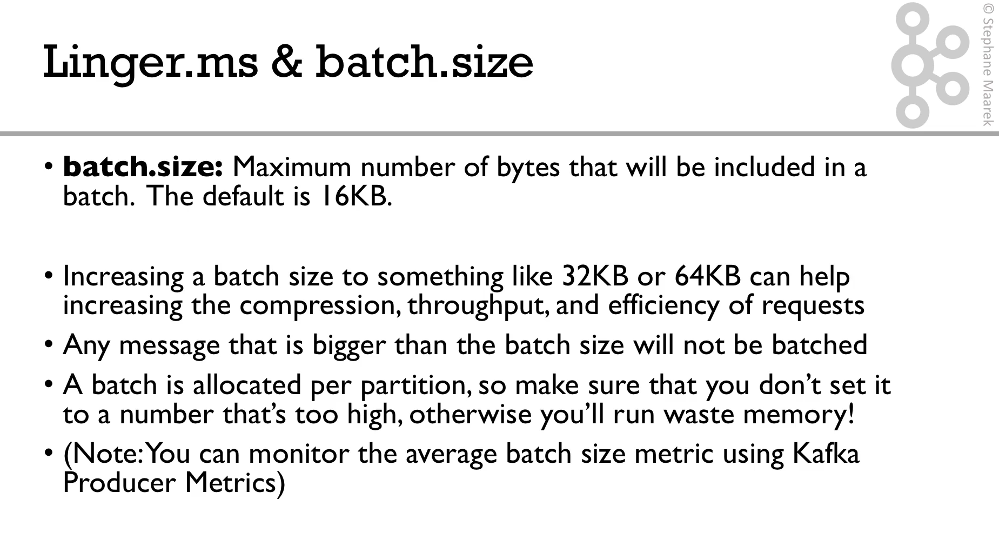 Linger.ms & batch.size
© Stephane Maarek
• batch.size: Maximum number of bytes that will be included in a
batch. The default is 16KB.
• Increasing a batch size to something like 32KB or 64KB can help
increasing the compression, throughput, and efficiency of requests
• Any message that is bigger than the batch size will not be batched
• A batch is allocated per partition, so make sure that you don’t set it
to a number that’s too high, otherwise you’ll run waste memory!
• (Note: You can monitor the average batch size metric using Kafka
Producer Metrics)